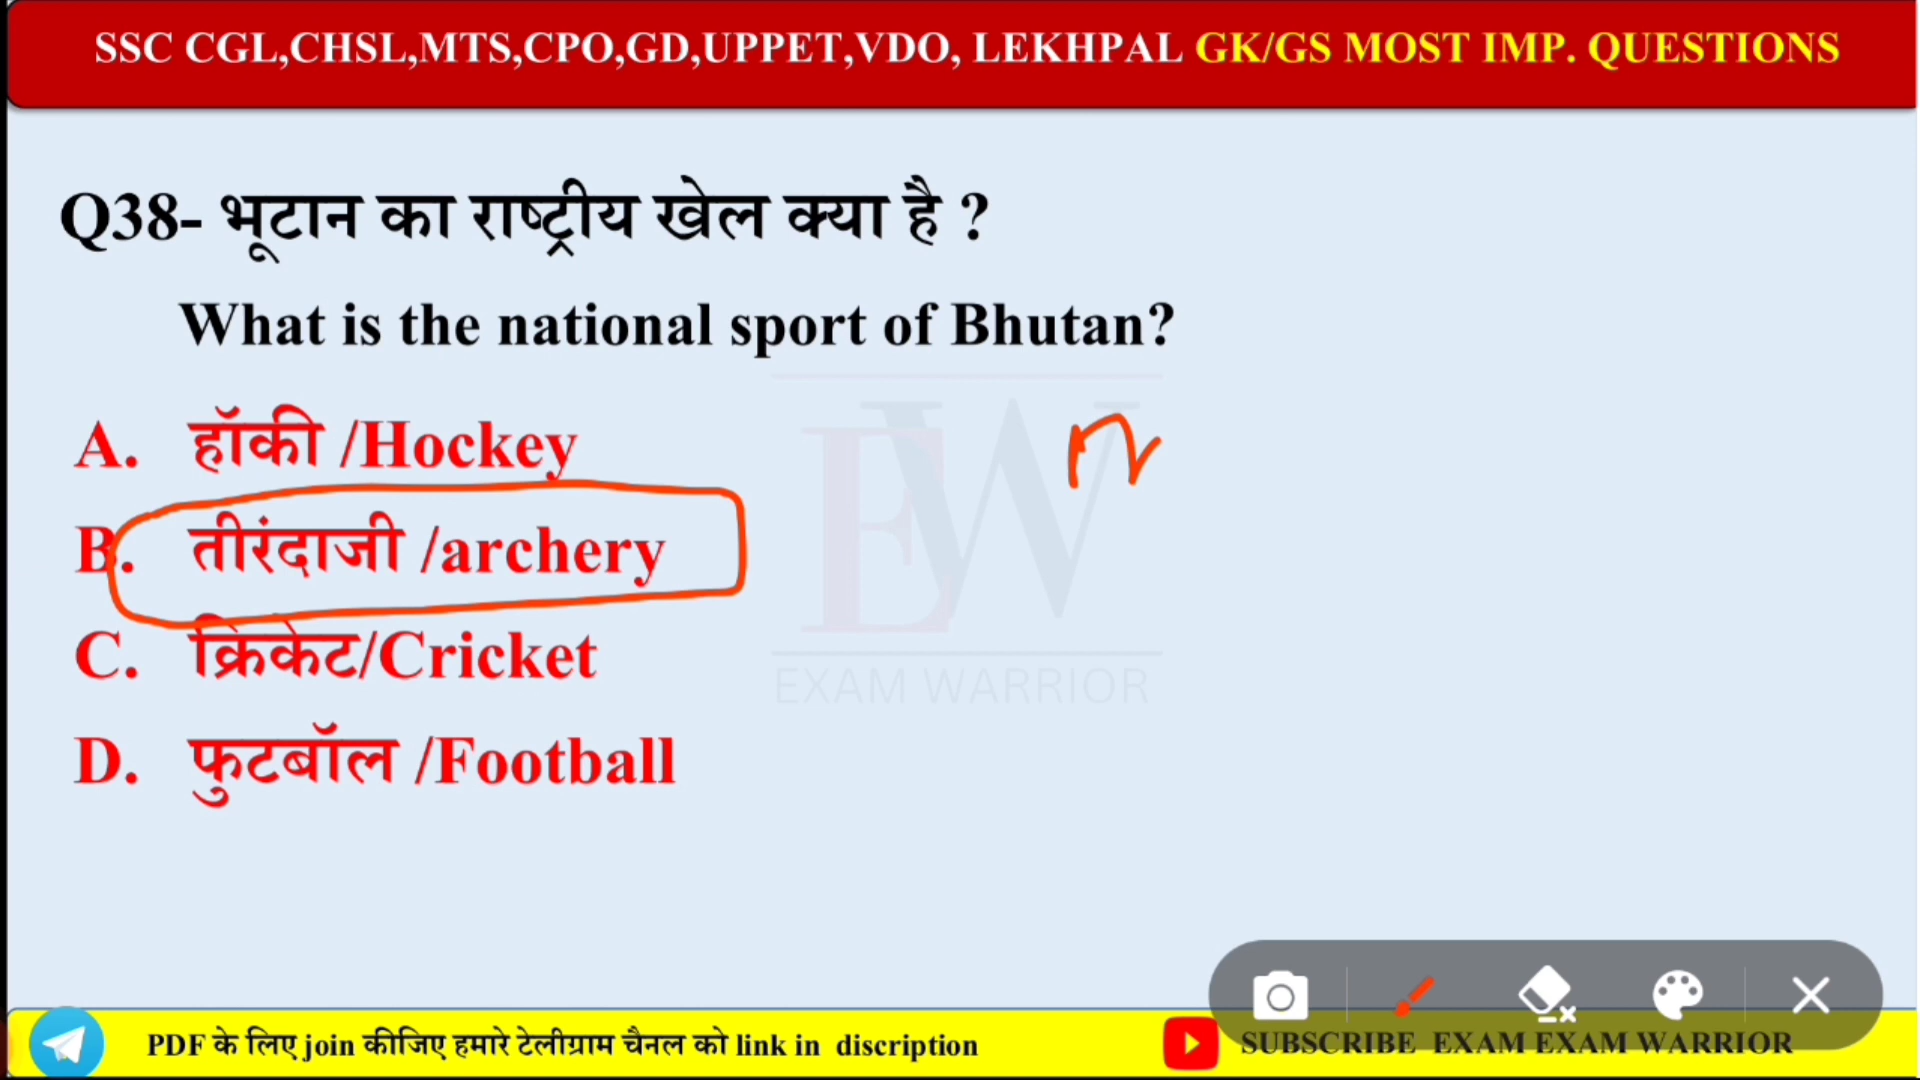 SSC CGL,CHSL,MTS,CPO,GD,UPPET,VDO, LEKHPAL GK/GS MOST IMP. QUESTIONS
Q38- भूटान का राष्ट्रीय खेल क्या है ?
What is the national sport of Bhutan?
A. हॉकी /Hockey
B. तीरंदाजी /archery
C. क्रिकेट/Cricket
D. फुटबॉल /Football
EW
EXAM WARRIOR
PDF के लिए join कीजिए हमारे टेलीग्राम चैनल को link in discription
SUBSCRIBE EXAM EXAM WARRIOR